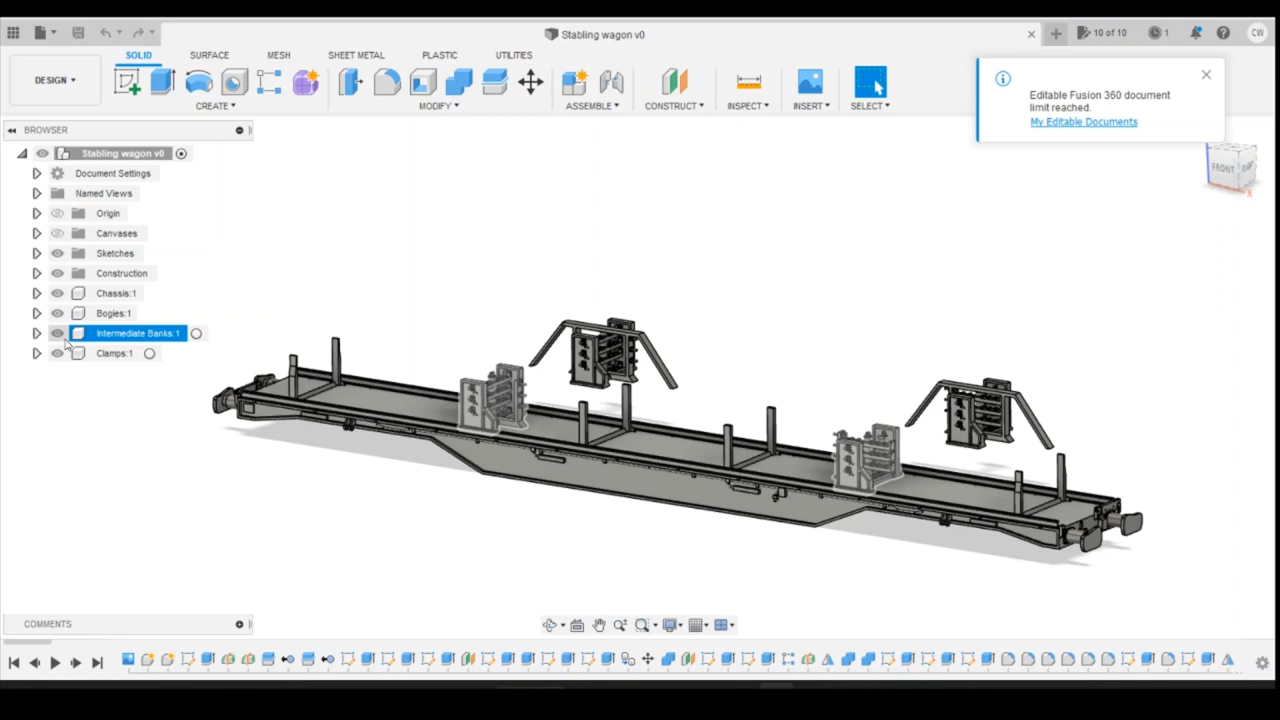 Stabling wagon v0
10 of 10
1
CW
DESIGN
SOLID
SURFACE
MESH
SHEET METAL
PLASTIC
UTILITIES
CREATE
MODIFY
ASSEMBLE
CONSTRUCT
INSPECT
INSERT
SELECT
Editable Fusion 360 document
limit reached.
My Editable Documents
BROWSER
Stabling wagon v0
Document Settings
Named Views
Origin
Canvases
Sketches
Construction
Chassis:1
Bogies:1
Intermediate Banks:1
Clamps:1
FRONT
RIGHT
X
COMMENTS